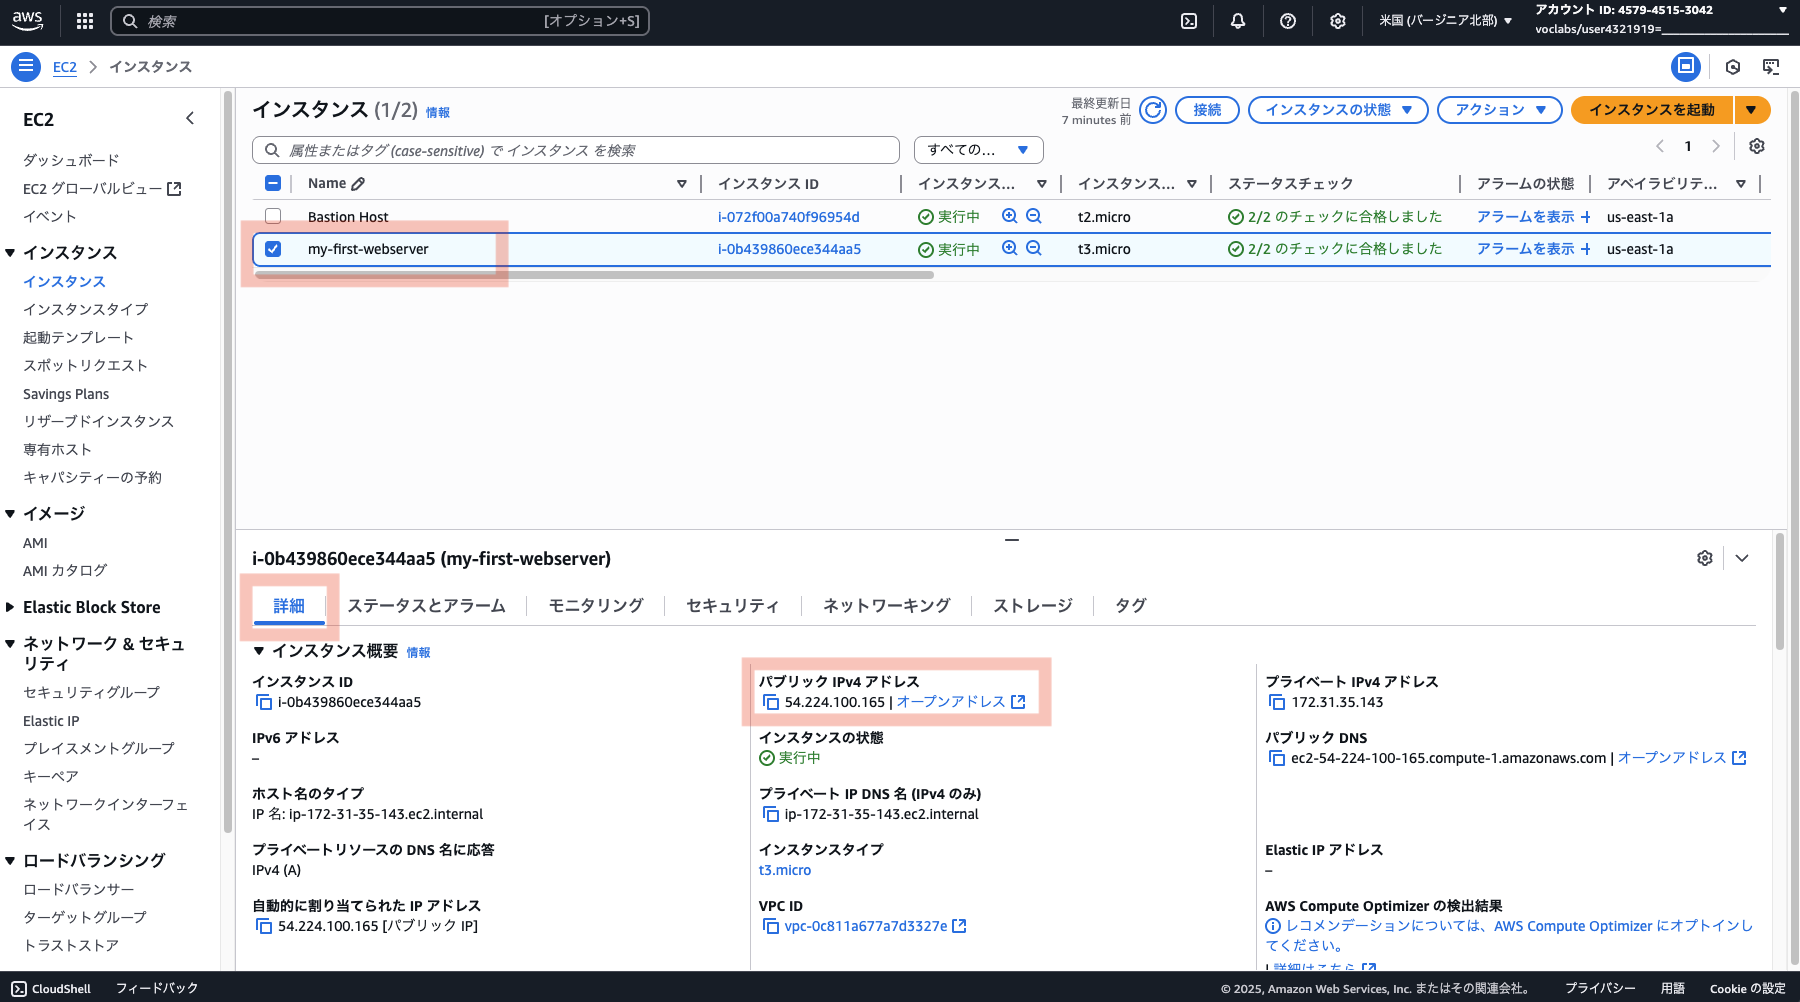 aws
検索
[オプション+S]
米国 (バージニア北部)
アカウント ID: 4579-4515-3042
voclabs/user4321919=
EC2
インスタンス
EC2
ダッシュボード
EC2 グローバルビュー
イベント
インスタンス
インスタンス
インスタンスタイプ
起動テンプレート
スポットリクエスト
Savings Plans
リザーブドインスタンス
専有ホスト
キャパシティーの予約
イメージ
AMI
AMI カタログ
Elastic Block Store
ネットワーク & セキュ
リティ
セキュリティグループ
Elastic IP
プレイスメントグループ
キーペア
ネットワークインターフェ
イス
ロードバランシング
ロードバランサー
ターゲットグループ
トラストストア
インスタンス (1/2) 情報
最終更新日
7 minutes 前
接続
インスタンスの状態
アクション
インスタンスを起動
属性またはタグ (case-sensitive) で インスタンス を検索
すべての...
1
Name インスタンス ID インスタンス... インスタンス... ステータスチェック アラームの状態 アベイラビリテ...
Bastion Host i-072f00a740f96954d 実行中 t2.micro 2/2 のチェックに合格しました アラームを表示 us-east-1a
my-first-webserver i-0b439860ece344aa5 実行中 t3.micro 2/2 のチェックに合格しました アラームを表示 us-east-1a
i-0b439860ece344aa5 (my-first-webserver)
詳細 ステータスとアラーム モニタリング セキュリティ ネットワーキング ストレージ タグ
インスタンス概要 情報
インスタンス ID
i-0b439860ece344aa5
パブリック IPv4 アドレス
54.224.100.165 | オープンアドレス
プライベート IPv4 アドレス
172.31.35.143
IPv6 アドレス
–
インスタンスの状態
実行中
パブリック DNS
ec2-54-224-100-165.compute-1.amazonaws.com | オープンアドレス
ホスト名のタイプ
IP 名: ip-172-31-35-143.ec2.internal
プライベート IP DNS 名 (IPv4 のみ)
ip-172-31-35-143.ec2.internal
プライベートリソースの DNS 名に応答
IPv4 (A)
インスタンスタイプ
t3.micro
Elastic IP アドレス
–
自動的に割り当てられた IP アドレス
54.224.100.165 [パブリック IP]
VPC ID
vpc-0c811a677a7d3327e
AWS Compute Optimizer の検出結果
レコメンデーションについては、AWS Compute Optimizer にオプトインし
てください。
| 詳細はこちら
CloudShell
フィードバック
© 2025, Amazon Web Services, Inc. またはその関連会社。
プライバシー
用語
Cookie の設定